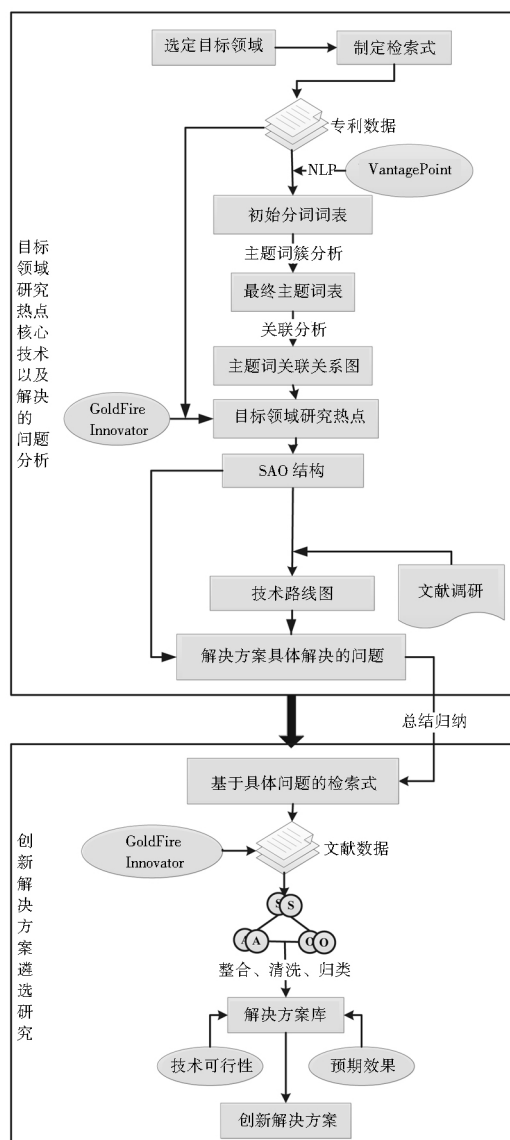 选定目标领域
制定检索式
专利数据
NLP
VantagePoint
初始分词词表
主题词簇分析
最终主题词表
关联分析
主题词关联关系图
GoldFire
Innovator
目标领域研究热点
SAO 结构
文献调研
技术路线图
解决方案具体解决的问题
目标
领域
研究
热点
核心
技术
以及
解决
的
问题
分析
总结归纳
基于具体问题的检索式
GoldFire
Innovator
文献数据
S S
A A
O O
整合、清洗、归类
解决方案库
技术可行性
预期效果
创新解决方案
创
新
解
决
方
案
遴
选
研
究